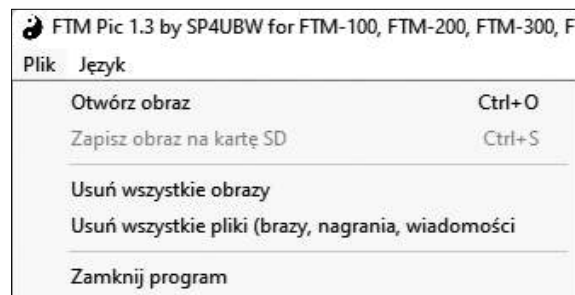 FTM Pic 1.3 by SP4UBW for FTM-100, FTM-200, FTM-300, F
Plik Język
Otwórz obraz Ctrl+O
Zapisz obraz na kartę SD Ctrl+S
Usuń wszystkie obrazy
Usuń wszystkie pliki (brazy, nagrania, wiadomości
Zamknij program